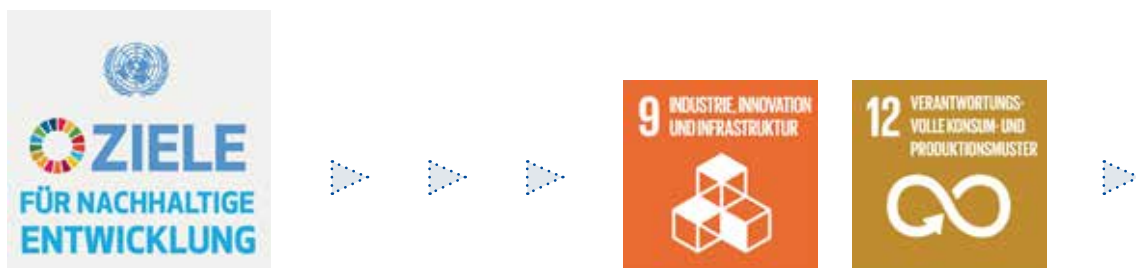 ZIELE
FÜR NACHHALTIGE
ENTWICKLUNG
9 INDUSTRIE, INNOVATION
UND INFRASTRUKTUR
12 VERANTWORTUNGS-
VOLLE KONSUM- UND
PRODUKTIONSMUSTER